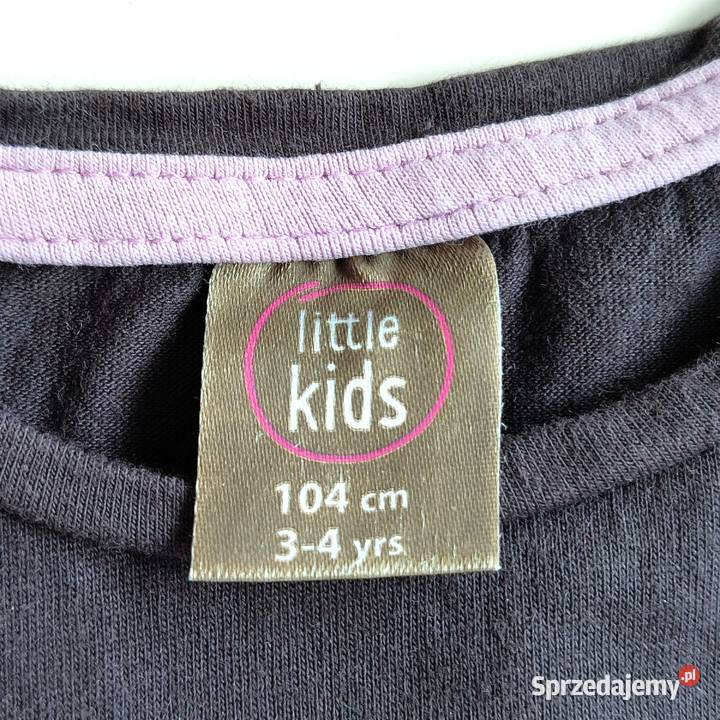 little
kids
104 cm
3-4 yrs
Sprzedajemy.pl